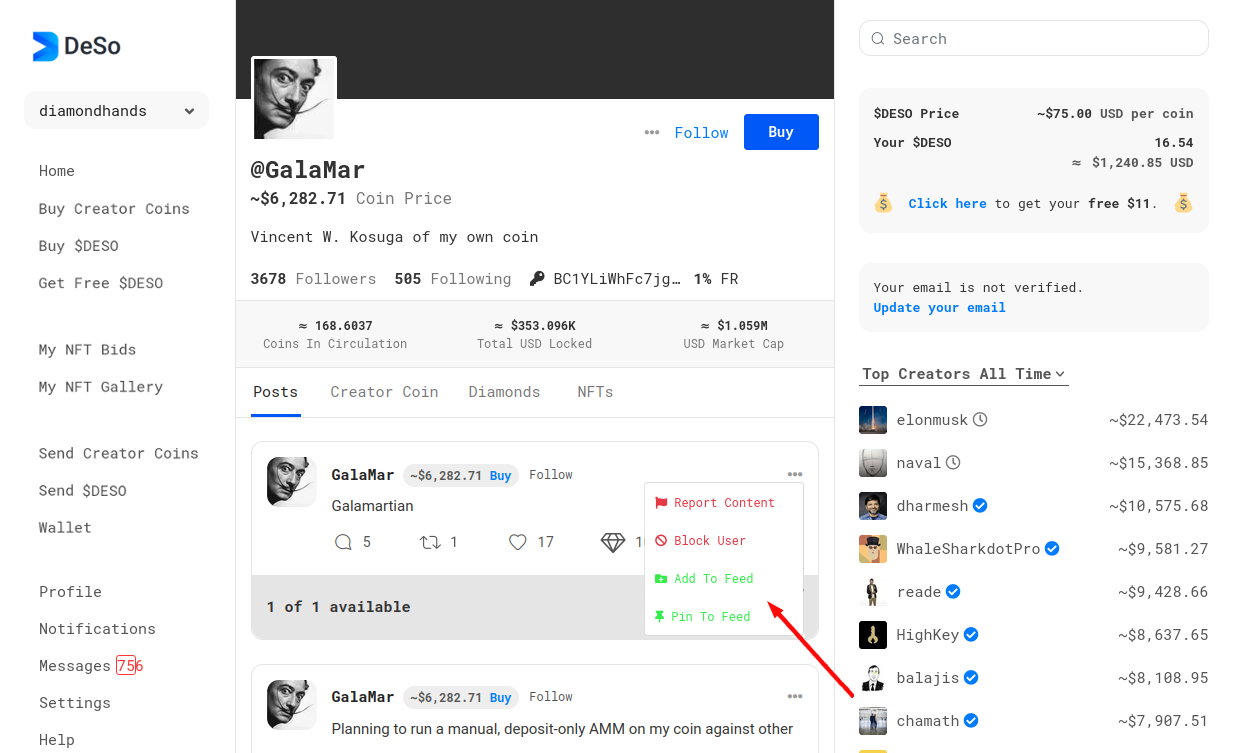 DeSo
diamondhands
Home
Buy Creator Coins
Buy $DESO
Get Free $DESO
My NFT Bids
My NFT Gallery
Send Creator Coins
Send $DESO
Wallet
Profile
Notifications
Messages 756
Settings
Help
Follow Buy
@GalaMar
~$6,282.71 Coin Price
Vincent W. Kosuga of my own coin
3678 Followers 505 Following BC1YLiWhFc7jg… 1% FR
≈ 168.6037 ≈ $353.096K ≈ $1.059M
Coins In Circulation Total USD Locked USD Market Cap
Posts Creator Coin Diamonds NFTs
GalaMar ~$6,282.71 Buy Follow
Galamartian
5 1 17
Report Content
Block User
Add To Feed
Pin To Feed
1 of 1 available
GalaMar ~$6,282.71 Buy Follow
Planning to run a manual, deposit-only AMM on my coin against other
Search
$DESO Price ~$75.00 USD per coin
Your $DESO 16.54
≈ $1,240.85 USD
Click here to get your free $11.
Your email is not verified.
Update your email
Top Creators All Time
elonmusk ~$22,473.54
naval ~$15,368.85
dharmesh ~$10,575.68
WhaleSharkdotPro ~$9,581.27
reade ~$9,428.66
HighKey ~$8,637.65
balajis ~$8,108.95
chamath ~$7,907.51